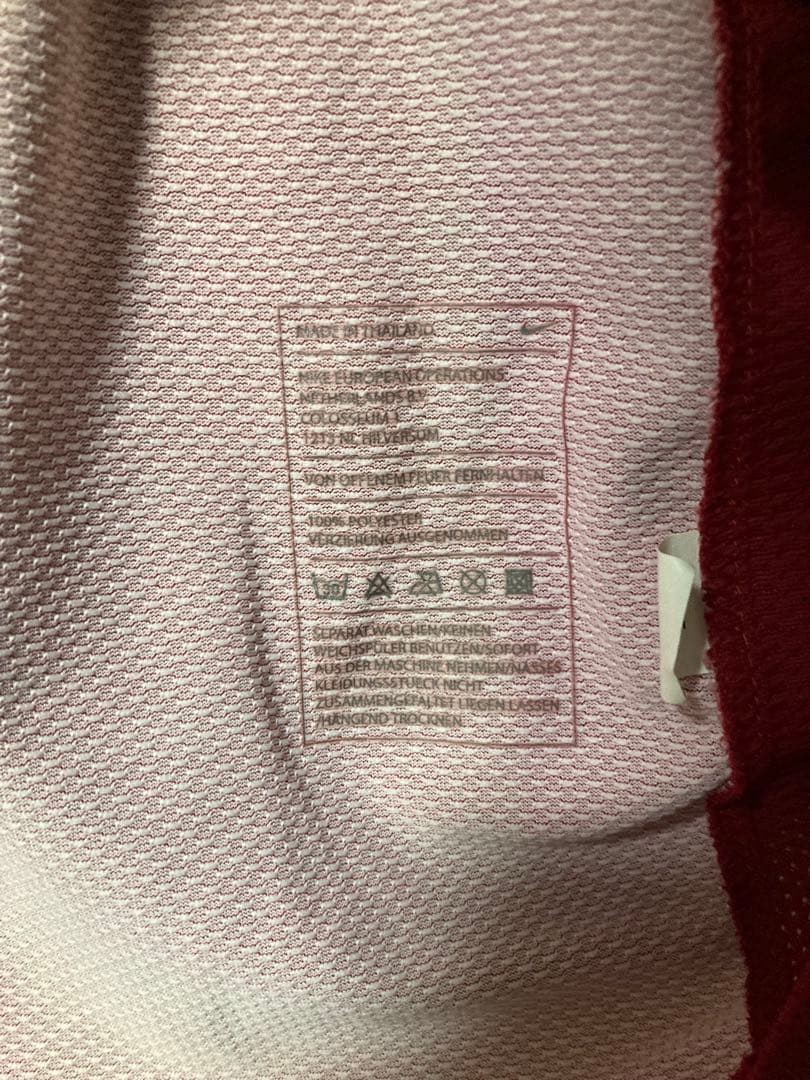 MADE IN THAILAND
NIKE EUROPEAN OPERATIONS
NETHERLANDS B.V.
COLOSSEUM 1
1213 NL HILVERSUM
VON OFFENEM FEUER FERNHALTEN
100% POLYESTER
VERZIERUNG AUSGENOMMEN
30
SEPARAT WASCHEN/KEINEN
WEICHSPÜLER BENUTZEN/SOFORT
AUS DER MASCHINE NEHMEN/NASSES
KLEIDUNGSSTUECK NICHT
ZUSAMMENGEFALTET LIEGEN LASSEN
/HÄNGEND TROCKNEN